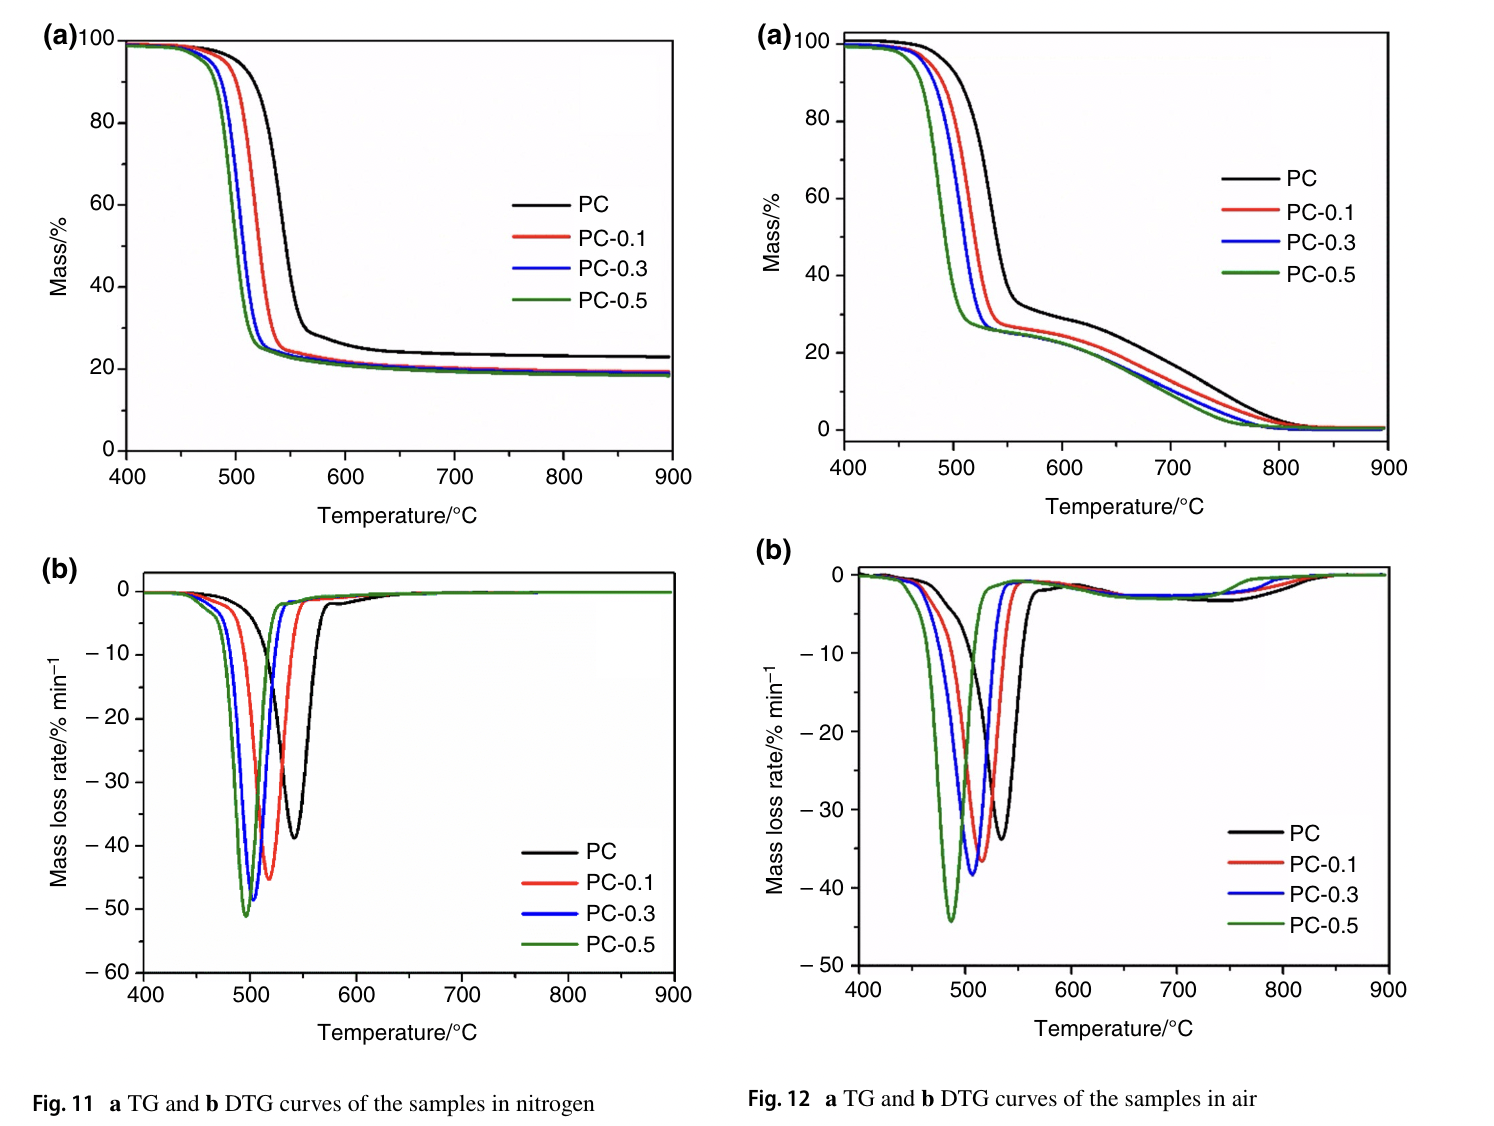 (a)
100
80
60
40
20
0
Mass/%
PC
PC-0.1
PC-0.3
PC-0.5
400 500 600 700 800 900
Temperature/°C
(b)
0
– 10
– 20
– 30
– 40
– 50
– 60
Mass loss rate/% min⁻¹
PC
PC-0.1
PC-0.3
PC-0.5
400 500 600 700 800 900
Temperature/°C
Fig. 11 a TG and b DTG curves of the samples in nitrogen
(a)
100
80
60
40
20
0
Mass/%
PC
PC-0.1
PC-0.3
PC-0.5
400 500 600 700 800 900
Temperature/°C
(b)
0
– 10
– 20
– 30
– 40
– 50
Mass loss rate/% min⁻¹
PC
PC-0.1
PC-0.3
PC-0.5
400 500 600 700 800 900
Temperature/°C
Fig. 12 a TG and b DTG curves of the samples in air